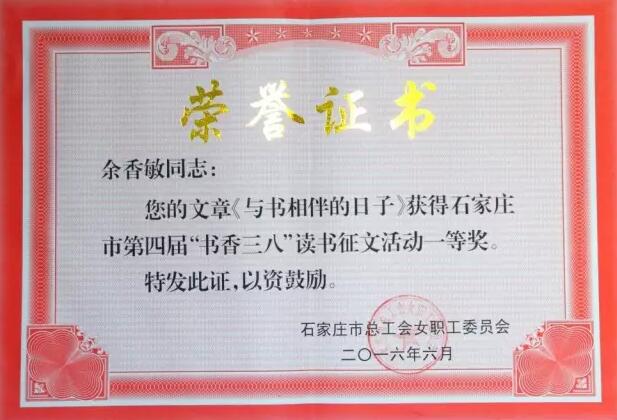 荣誉证书
余香敏同志：
您的文章《与书相伴的日子》获得石家庄
市第四届“书香三八”读书征文活动一等奖。
特发此证，以资鼓励。
石家庄市总工会女职工委员会
二〇一六年六月